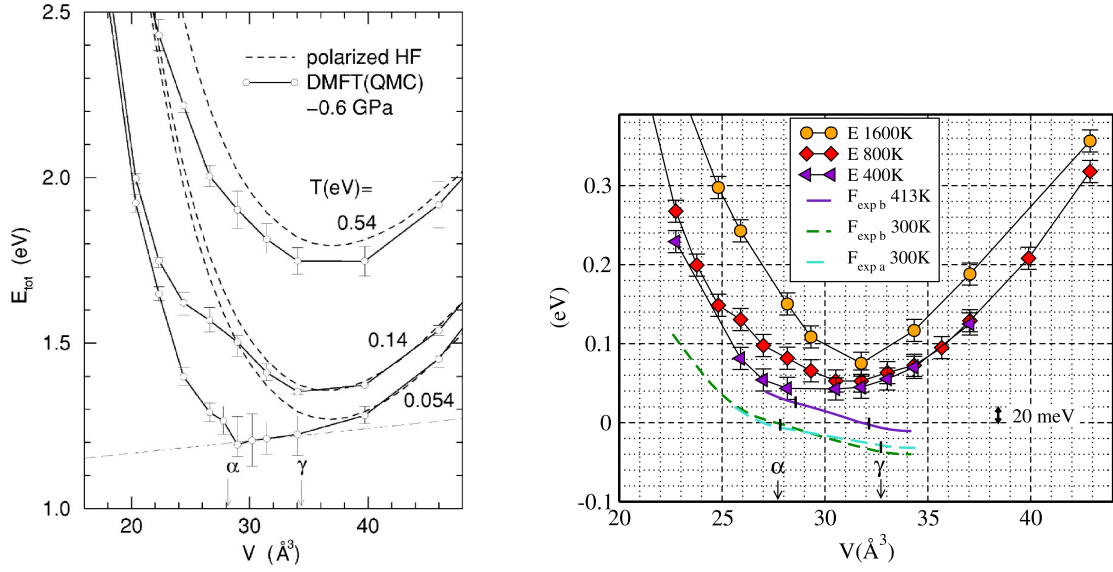 2.5
2.0
1.5
1.0
E_tot (eV)
polarized HF
DMFT(QMC)
−0.6 GPa
T(eV)=
0.54
0.14
0.054
α
γ
20
30
40
V (Å³)
0.3
0.2
0.1
0
-0.1
(eV)
E 1600K
E 800K
E 400K
F_exp b 413K
F_exp b 300K
F_exp a 300K
20 meV
α
γ
20
25
30
35
40
V(Å³)